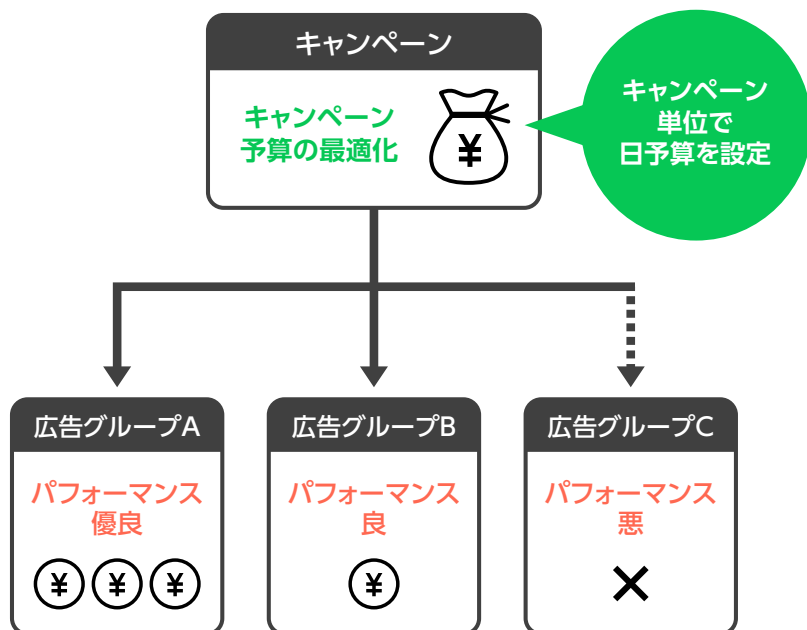 キャンペーン
キャンペーン
予算の最適化
¥
キャンペーン
単位で
日予算を設定
広告グループA
パフォーマンス
優良
¥ ¥ ¥
広告グループB
パフォーマンス
良
¥
広告グループC
パフォーマンス
悪